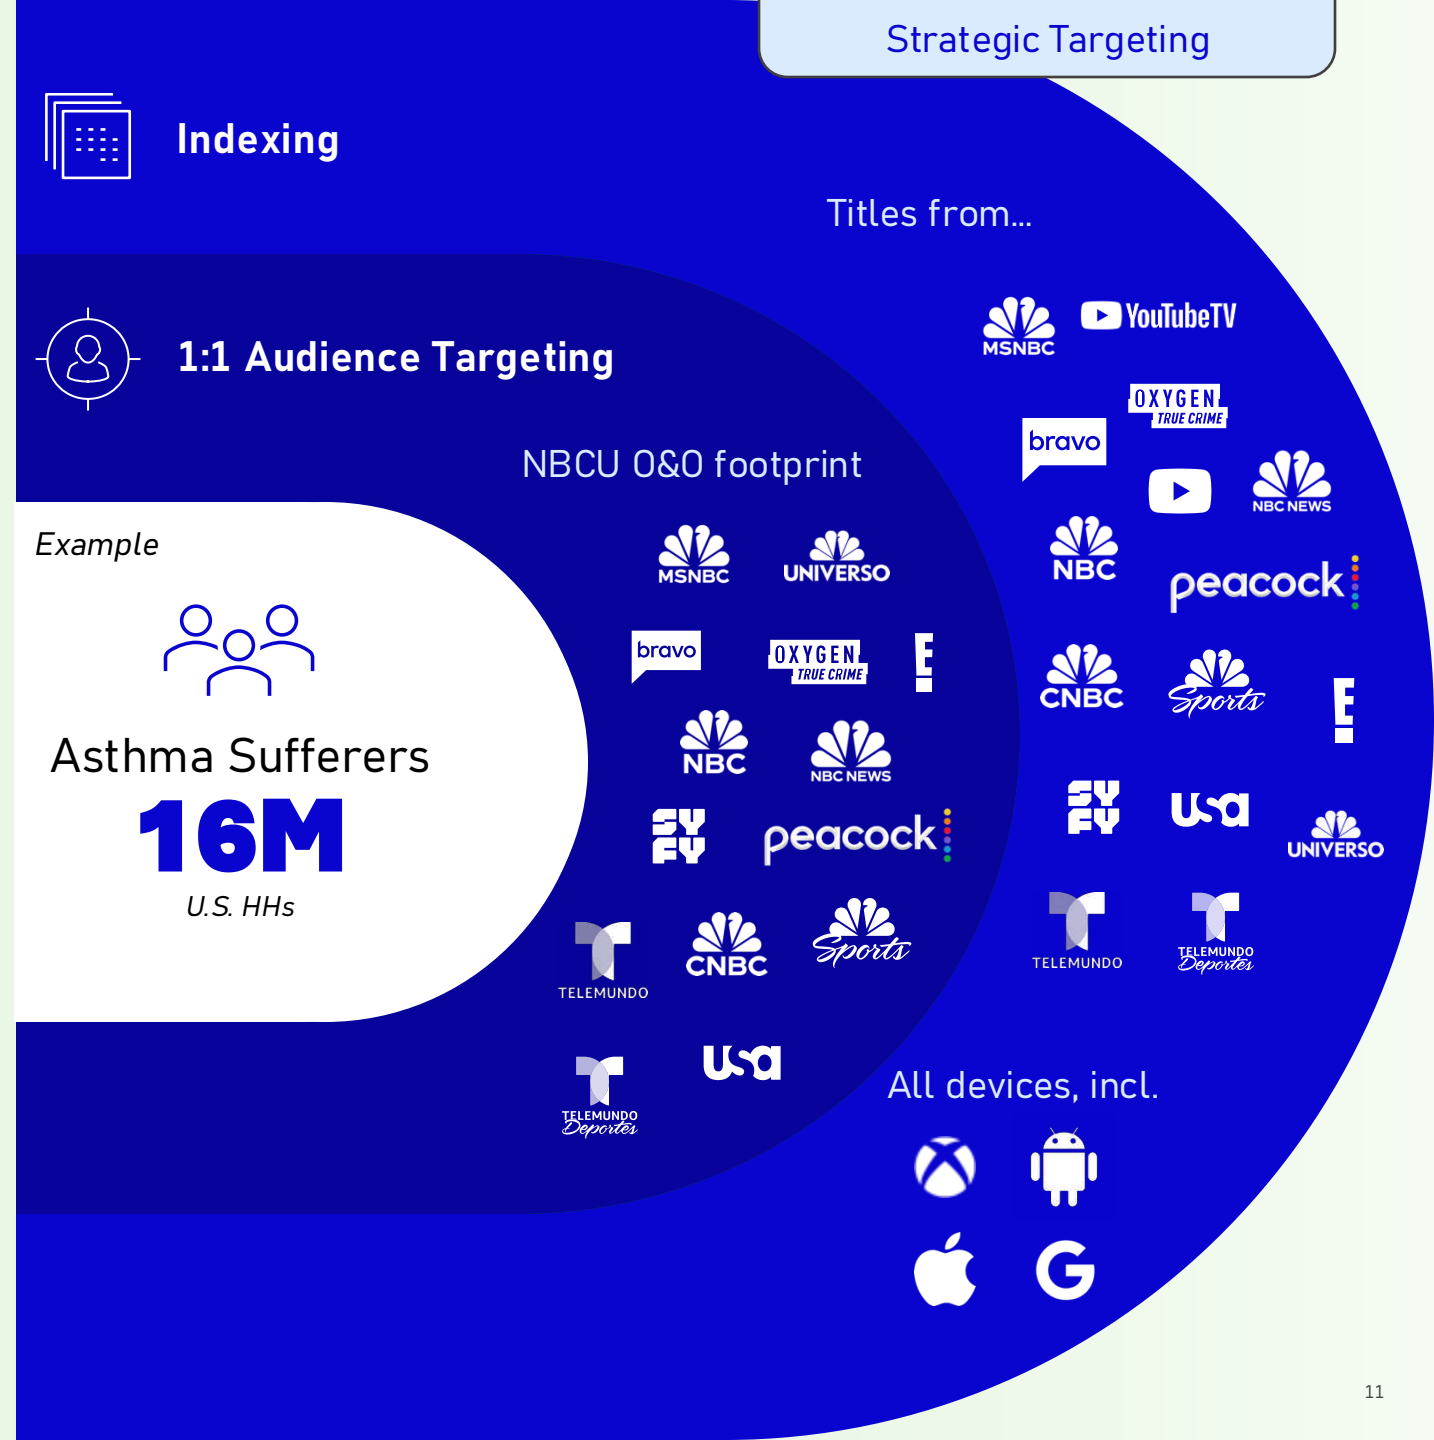 Strategic Targeting
Indexing
Titles from...
MSNBC
YouTubeTV
OXYGEN
TRUE CRIME
bravo
NBC NEWS
NBC
peacock
CNBC
Sports
E!
SYFY
usa
UNIVERSO
TELEMUNDO
TELEMUNDO
Deportes
All devices, incl.
G
1:1 Audience Targeting
NBCU O&O footprint
MSNBC
UNIVERSO
bravo
OXYGEN
TRUE CRIME
E!
NBC
NBC NEWS
SYFY
peacock
TELEMUNDO
CNBC
Sports
TELEMUNDO
Deportes
usa
Example
Asthma Sufferers
16M
U.S. HHs
11